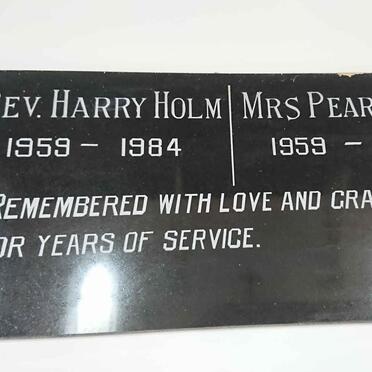 EV. HARRY HOLM | MRS PEAR
1959 – 1984 1959 –
REMEMBERED WITH LOVE AND GRA
OR YEARS OF SERVICE.